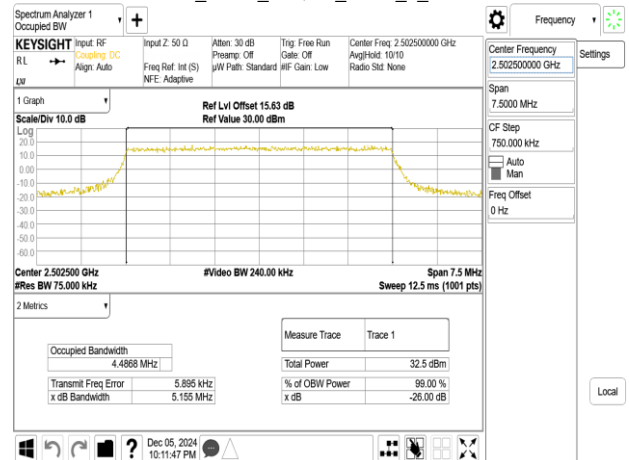 Spectrum Analyzer 1
Occupied BW
Frequency
KEYSIGHT
R L
Input: RF
Coupling: DC
Align: Auto
Input Z: 50 Ω
Freq Ref: Int (S)
NFE: Adaptive
Atten: 30 dB
Preamp: Off
µW Path: Standard
Trig: Free Run
Gate: Off
#IF Gain: Low
Center Freq: 2.502500000 GHz
Avg|Hold: 10/10
Radio Std: None
Center Frequency
2.502500000 GHz
Settings
Span
7.5000 MHz
CF Step
750.000 kHz
Auto
Man
Freq Offset
0 Hz
1 Graph
Scale/Div 10.0 dB
Ref Lvl Offset 15.63 dB
Ref Value 30.00 dBm
Log
20.0
10.0
0.00
-10.0
-20.0
-30.0
-40.0
-50.0
-60.0
Center 2.502500 GHz
#Video BW 240.00 kHz
Span 7.5 MHz
#Res BW 75.000 kHz
Sweep 12.5 ms (1001 pts)
2 Metrics
Occupied Bandwidth
4.4868 MHz
Transmit Freq Error
5.895 kHz
x dB Bandwidth
5.155 MHz
Measure Trace
Trace 1
Total Power
32.5 dBm
% of OBW Power
99.00 %
x dB
-26.00 dB
Local
?
Dec 05, 2024
10:11:47 PM